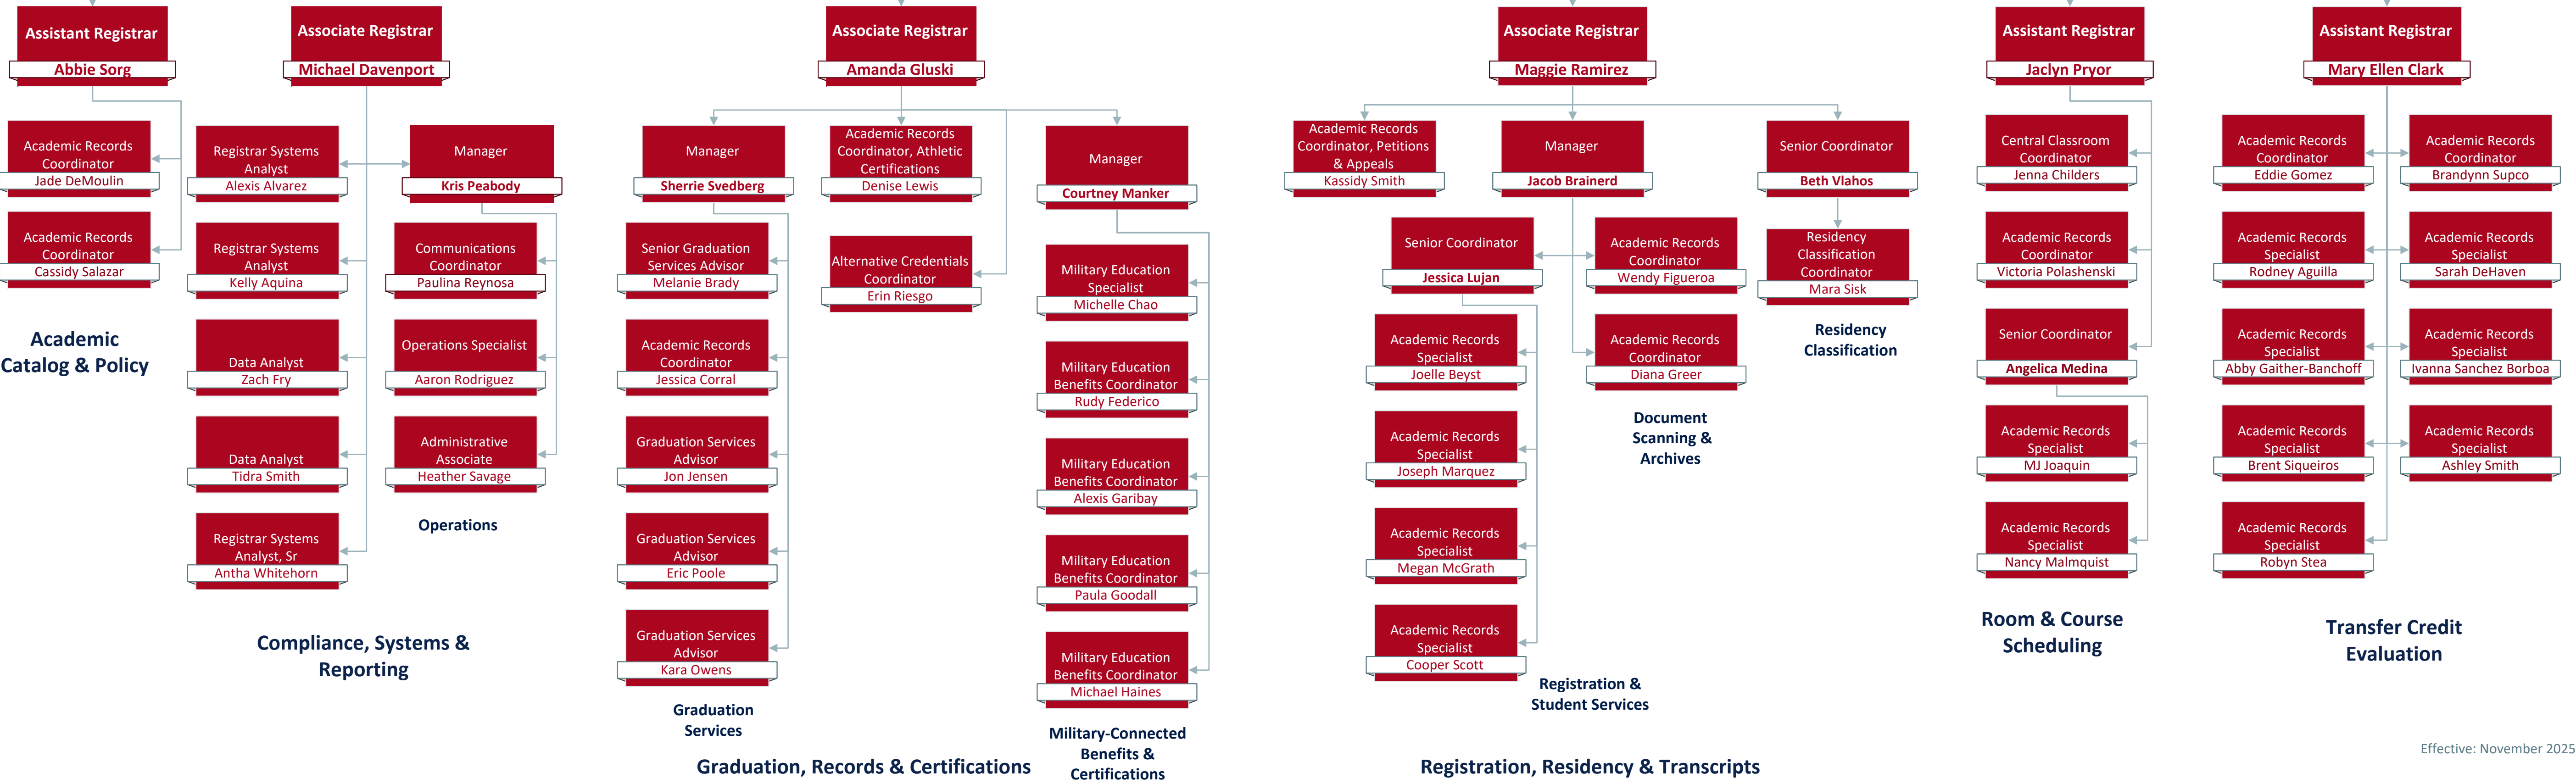 Assistant Registrar
Abbie Sorg
Academic Records
Coordinator
Jade DeMoulin
Academic Records
Coordinator
Cassidy Salazar
Academic
Catalog & Policy
Associate Registrar
Michael Davenport
Registrar Systems
Analyst
Alexis Alvarez
Registrar Systems
Analyst
Kelly Aquina
Data Analyst
Zach Fry
Data Analyst
Tidra Smith
Registrar Systems
Analyst, Sr
Antha Whitehorn
Manager
Kris Peabody
Communications
Coordinator
Paulina Reynosa
Operations Specialist
Aaron Rodriguez
Administrative
Associate
Heather Savage
Operations
Compliance, Systems &
Reporting
Associate Registrar
Amanda Gluski
Manager
Sherrie Svedberg
Senior Graduation
Services Advisor
Melanie Brady
Academic Records
Coordinator
Jessica Corral
Graduation Services
Advisor
Jon Jensen
Graduation Services
Advisor
Eric Poole
Graduation Services
Advisor
Kara Owens
Graduation
Services
Academic Records
Coordinator, Athletic
Certifications
Denise Lewis
Alternative Credentials
Coordinator
Erin Riesgo
Manager
Courtney Manker
Military Education
Specialist
Michelle Chao
Military Education
Benefits Coordinator
Rudy Federico
Military Education
Benefits Coordinator
Alexis Garibay
Military Education
Benefits Coordinator
Paula Goodall
Military Education
Benefits Coordinator
Michael Haines
Military-Connected
Benefits &
Certifications
Graduation, Records & Certifications
Associate Registrar
Maggie Ramirez
Academic Records
Coordinator, Petitions
& Appeals
Kassidy Smith
Manager
Jacob Brainerd
Senior Coordinator
Jessica Lujan
Academic Records
Specialist
Joelle Beyst
Academic Records
Specialist
Joseph Marquez
Academic Records
Specialist
Megan McGrath
Academic Records
Specialist
Cooper Scott
Registration &
Student Services
Academic Records
Coordinator
Wendy Figueroa
Academic Records
Coordinator
Diana Greer
Document
Scanning &
Archives
Senior Coordinator
Beth Vlahos
Residency
Classification
Coordinator
Mara Sisk
Residency
Classification
Registration, Residency & Transcripts
Assistant Registrar
Jaclyn Pryor
Central Classroom
Coordinator
Jenna Childers
Academic Records
Coordinator
Victoria Polashenski
Senior Coordinator
Angelica Medina
Academic Records
Specialist
MJ Joaquin
Academic Records
Specialist
Nancy Malmquist
Room & Course
Scheduling
Assistant Registrar
Mary Ellen Clark
Academic Records
Coordinator
Eddie Gomez
Academic Records
Coordinator
Brandynn Supco
Academic Records
Specialist
Rodney Aguilla
Academic Records
Specialist
Sarah DeHaven
Academic Records
Specialist
Abby Gaither-Banchoff
Academic Records
Specialist
Ivanna Sanchez Borboa
Academic Records
Specialist
Brent Siqueiros
Academic Records
Specialist
Ashley Smith
Academic Records
Specialist
Robyn Stea
Transfer Credit
Evaluation
Effective: November 2025